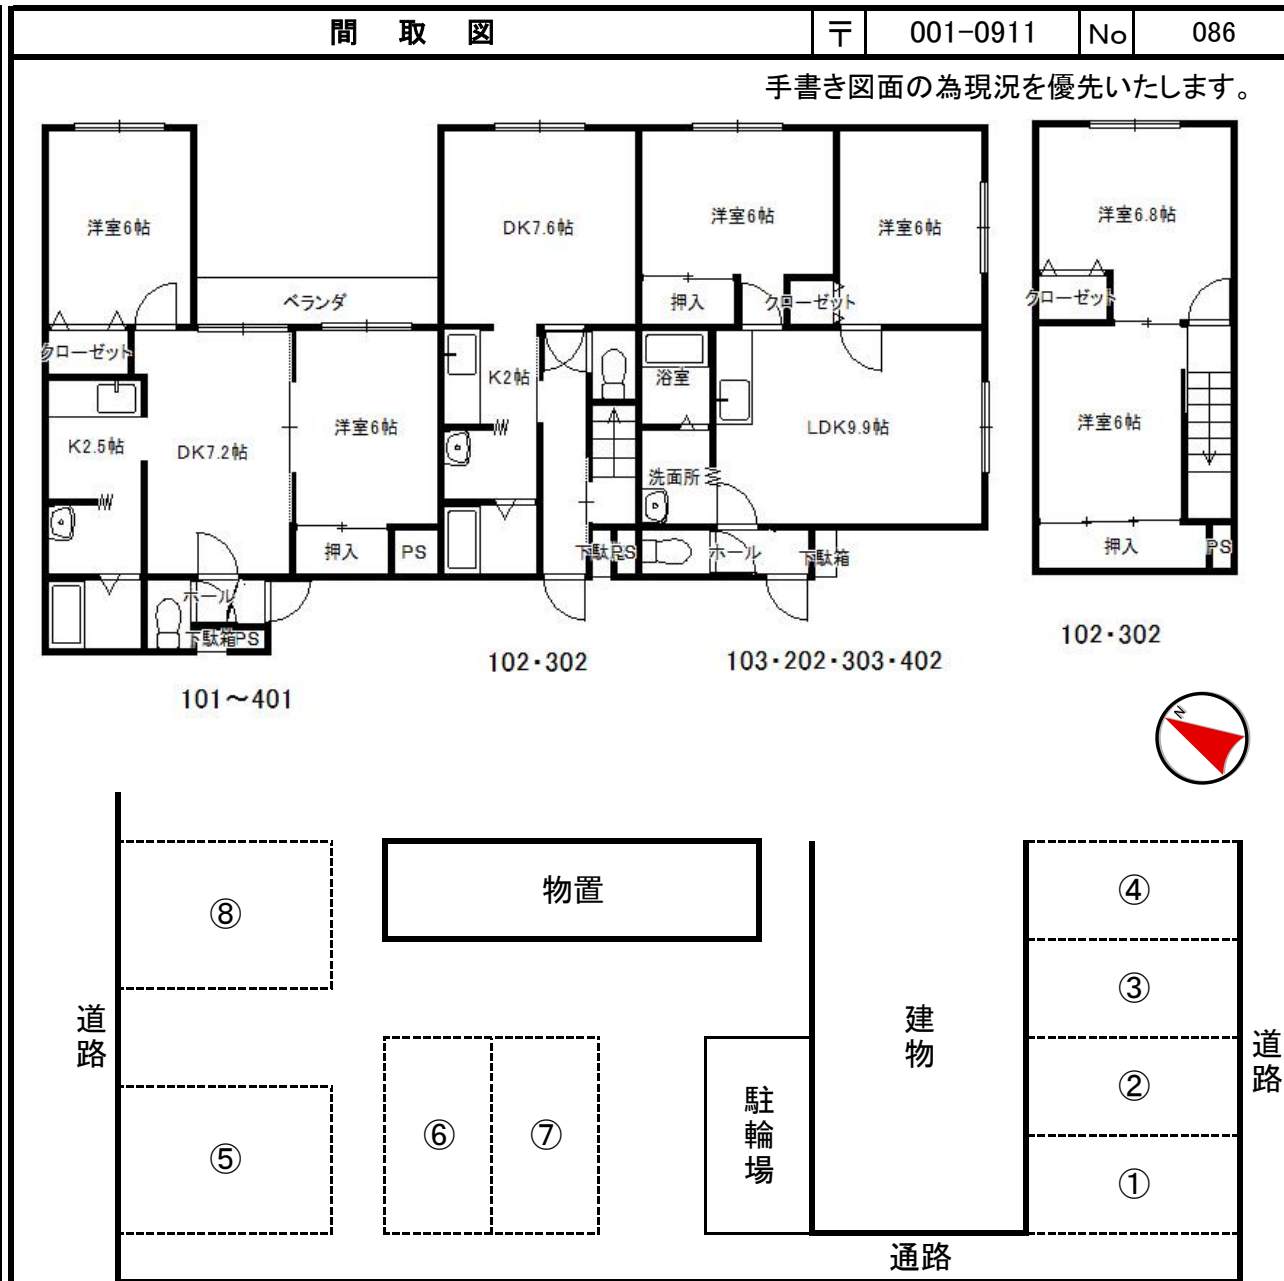 間 取 図
〒
001-0911
No
086
手書き図面の為現況を優先いたします。
洋室6帖
クローゼット
K2.5帖
DK7.2帖
ベランダ
洋室6帖
押入
PS
ホール
下駄箱PS
101～401
DK7.6帖
K2帖
下駄PS
102・302
洋室6帖
洋室6帖
押入
クローゼット
浴室
LDK9.9帖
洗面所
ホール
下駄箱
103・202・303・402
洋室6.8帖
クローゼット
洋室6帖
押入
PS
102・302
N
道路
⑧
⑤
物置
⑥
⑦
駐輪場
建物
④
③
②
①
道路
通路